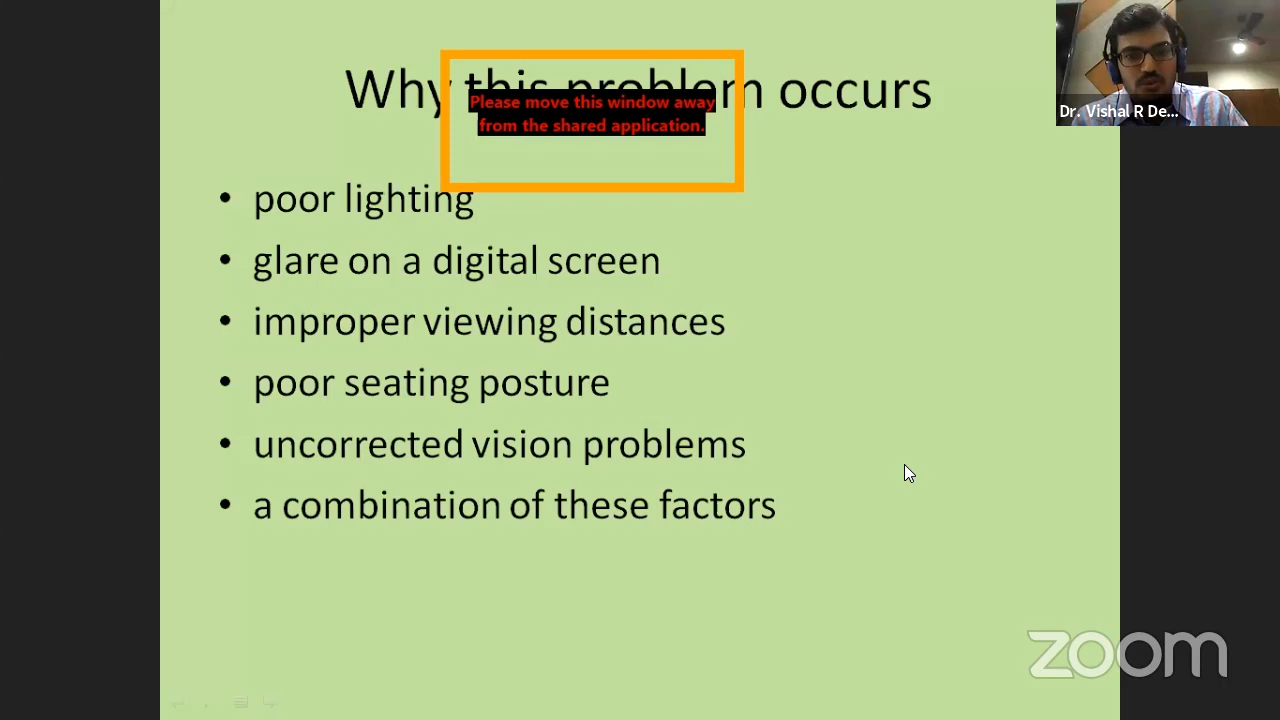 Why this problem occurs
Please move this window away
from the shared application.
Dr. Vishal R De...
• poor lighting
• glare on a digital screen
• improper viewing distances
• poor seating posture
• uncorrected vision problems
• a combination of these factors
zoom